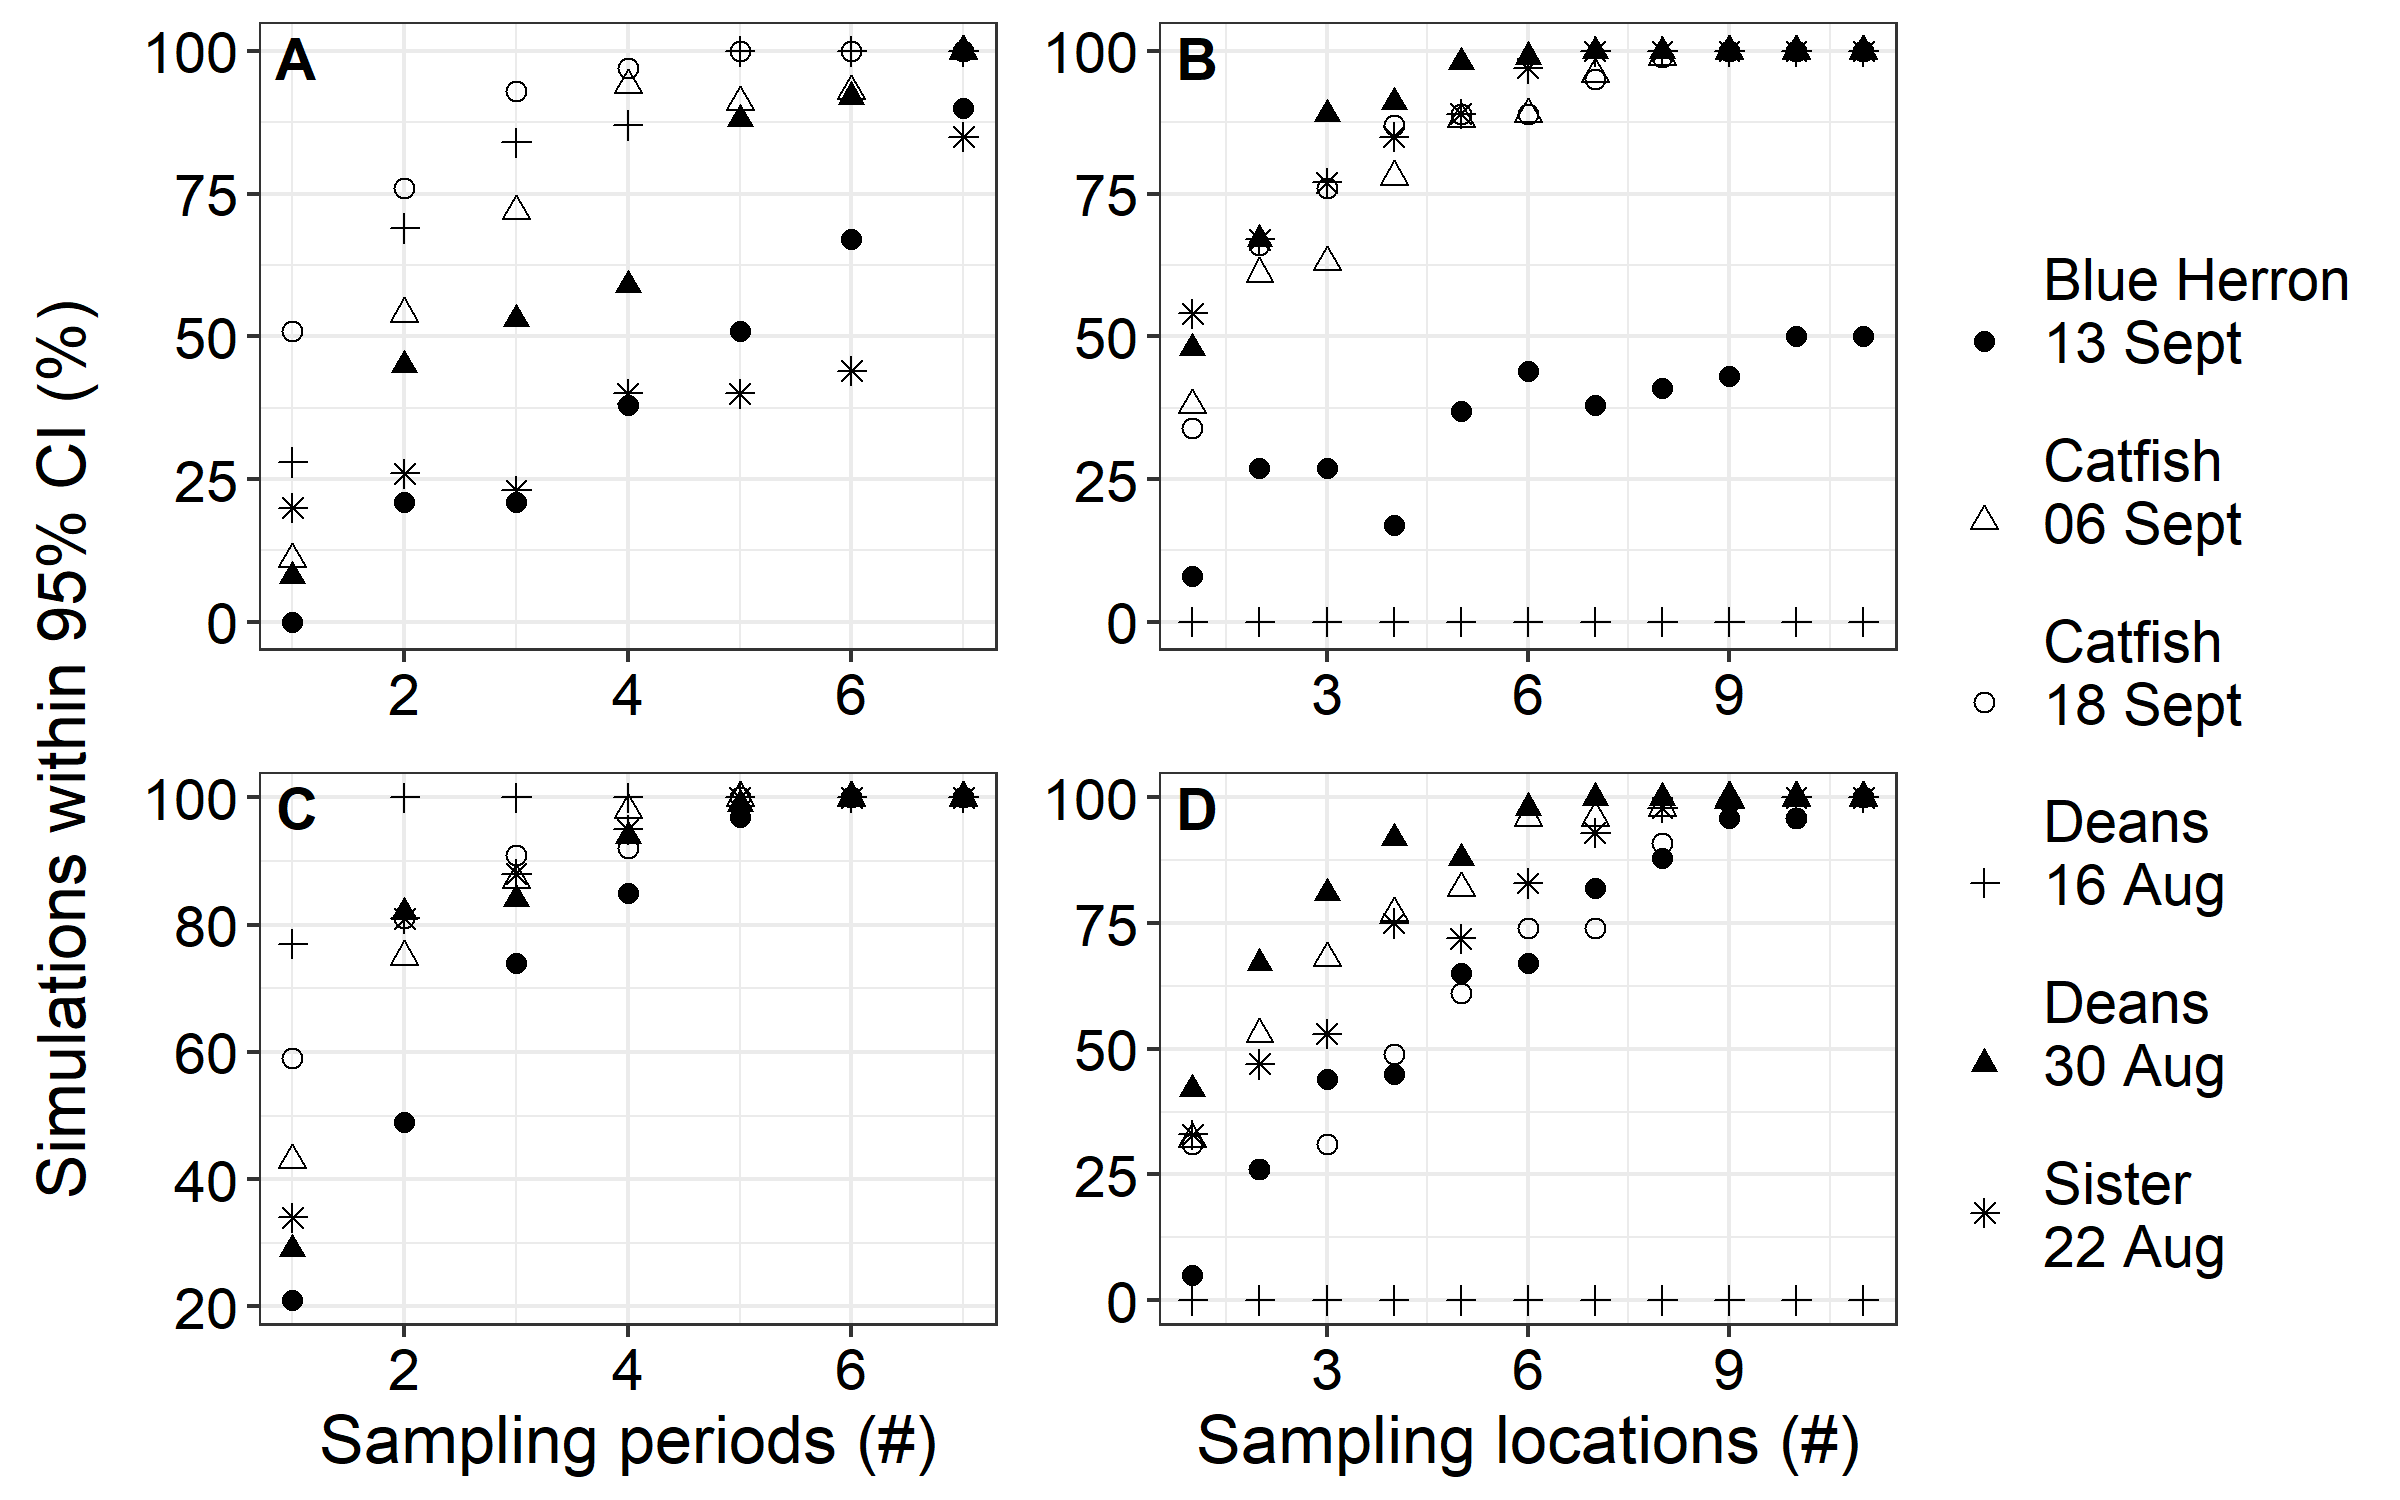 Simulations within 95% CI (%)
A
100
75
50
25
0
2 4 6
B
100
75
50
25
0
3 6 9
C
100
80
60
40
20
2 4 6
Sampling periods (#)
D
100
75
50
25
0
3 6 9
Sampling locations (#)
Blue Herron
13 Sept
Catfish
06 Sept
Catfish
18 Sept
Deans
16 Aug
Deans
30 Aug
Sister
22 Aug